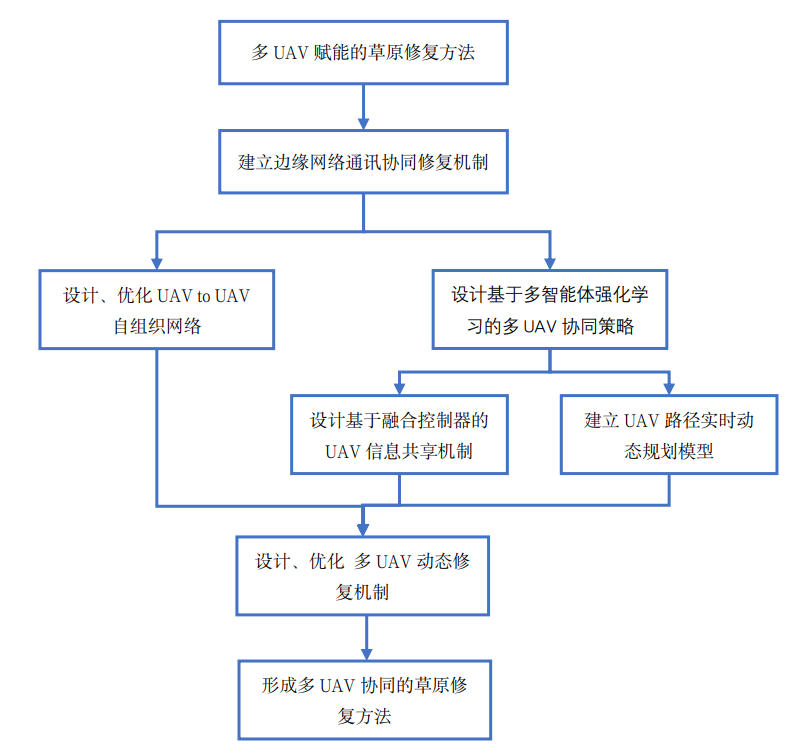 多 UAV 赋能的草原修复方法
建立边缘网络通讯协同修复机制
设计、优化 UAV to UAV
自组织网络
设计基于多智能体强化学
习的多 UAV 协同策略
设计基于融合控制器的
UAV 信息共享机制
建立 UAV 路径实时动
态规划模型
设计、优化 多 UAV 动态修
复机制
形成多 UAV 协同的草原修
复方法